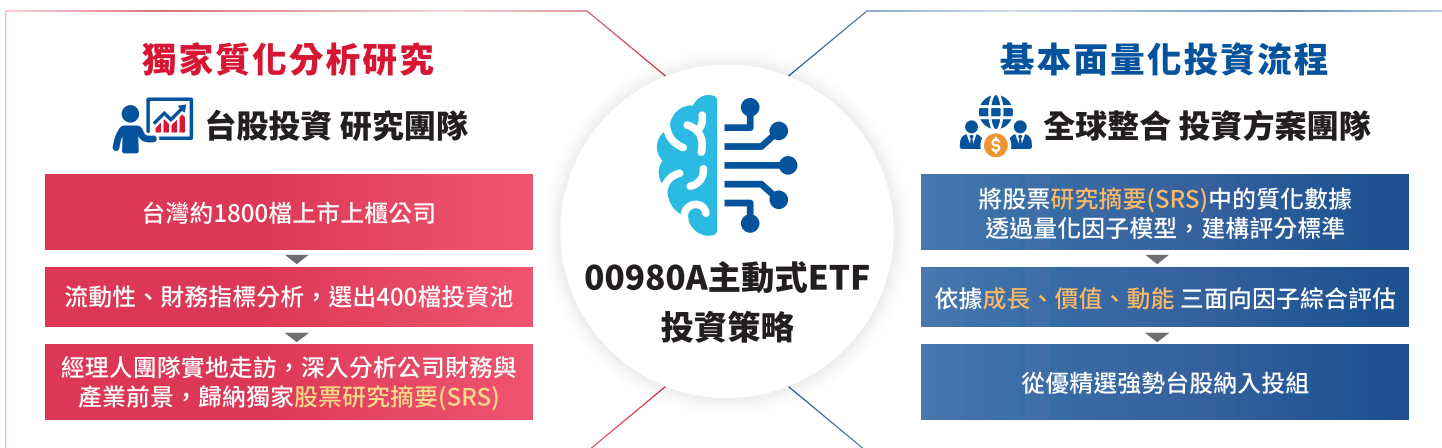 獨家質化分析研究
台股投資 研究團隊
台灣約1800檔上市上櫃公司
流動性、財務指標分析，選出400檔投資池
經理人團隊實地走訪，深入分析公司財務與
產業前景，歸納獨家股票研究摘要(SRS)
00980A主動式ETF
投資策略
基本面量化投資流程
全球整合 投資方案團隊
$
將股票研究摘要(SRS)中的質化數據
透過量化因子模型，建構評分標準
依據成長、價值、動能 三面向因子綜合評估
從優精選強勢台股納入投組